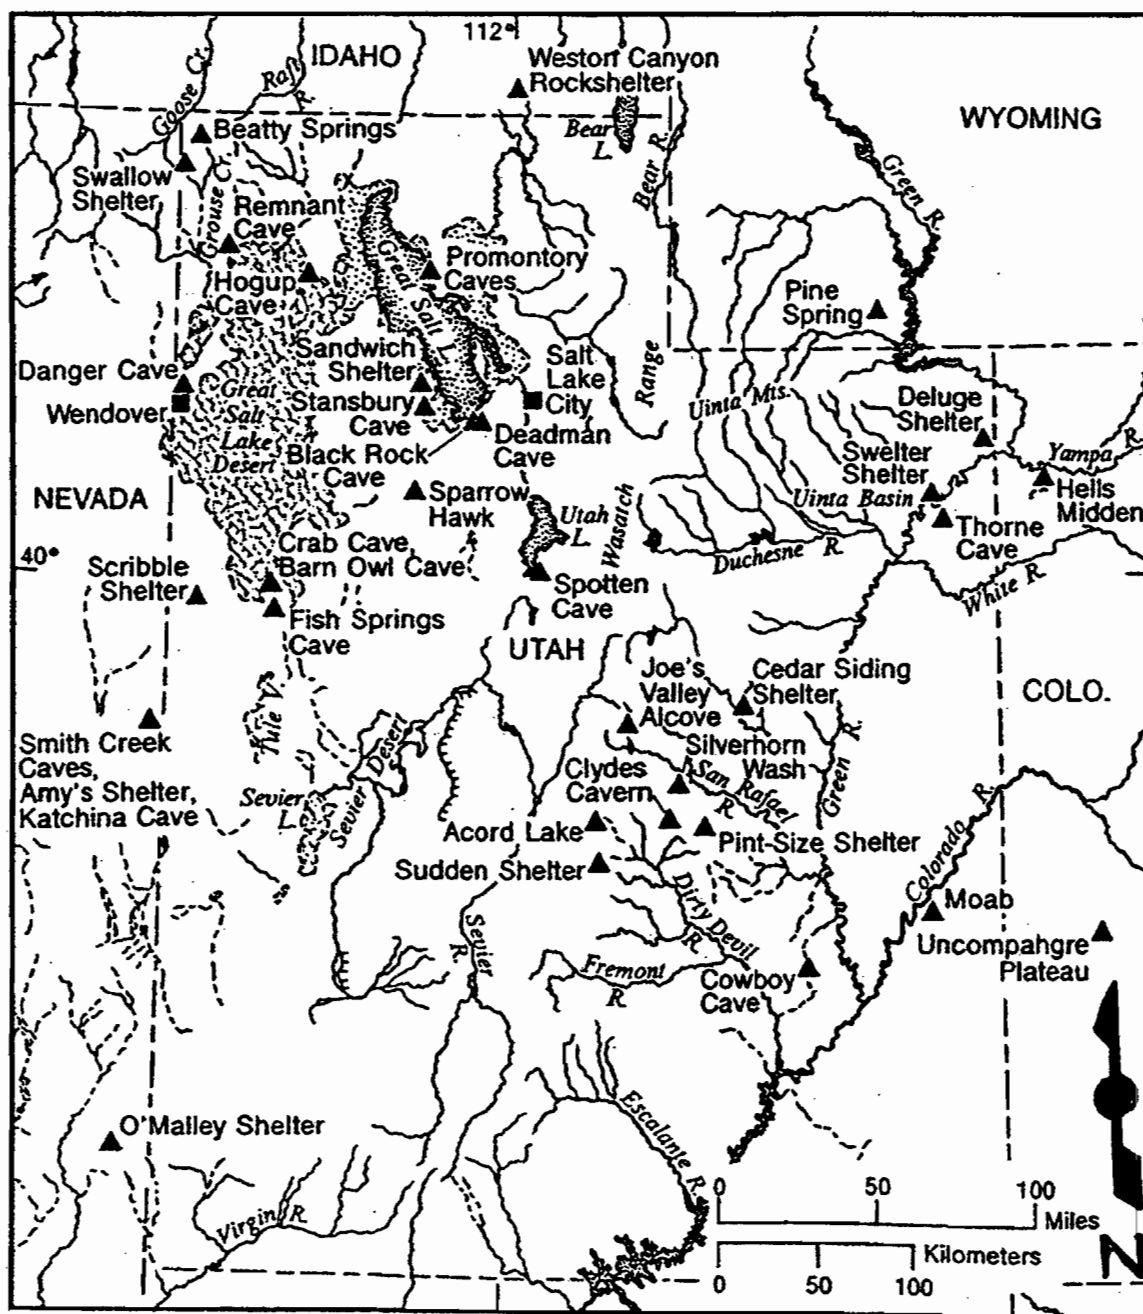 112°
IDAHO
Goose Cr.
Raft
R.
Weston Canyon
Rockshelter
WYOMING
Beatty Springs
Bear
L.
Bear R.
Green R.
Swallow
Shelter
Grouse Cr.
Remnant
Cave
Hogup
Cave
Great
Salt
L.
Promontory
Caves
Pine
Spring
Danger Cave
Wendover
Great
Salt
Lake
Desert
Sandwich
Shelter
Stansbury
Cave
Salt
Lake
City
Range
Uinta Mts.
Deluge
Shelter
Black Rock
Cave
Deadman
Cave
Swelter
Shelter
Yampa
R.
Hells
Midden
NEVADA
Sparrow
Hawk
Utah
L.
Wasatch
Uinta Basin
Thorne
Cave
40°
Crab Cave,
Barn Owl Cave
Duchesne
R.
White R.
Scribble
Shelter
Fish Springs
Cave
Spotten
Cave
UTAH
Joe's
Valley
Alcove
Cedar Siding
Shelter
COLO.
Tule V.
Smith Creek
Caves,
Amy's Shelter,
Katchina Cave
Sevier
L.
Sevier Desert
Silverhorn
Wash
Clydes
Cavern
San Rafael
R.
Green R.
Acord Lake
Pint-Size Shelter
Sudden Shelter
Colorado R.
Moab
Dirty Devil
R.
Uncompahgre
Plateau
Sevier
R.
Fremont
R.
Cowboy
Cave
O'Malley Shelter
Escalante R.
Virgin R.
0 50 100
Miles
Kilometers
0 50 100
N